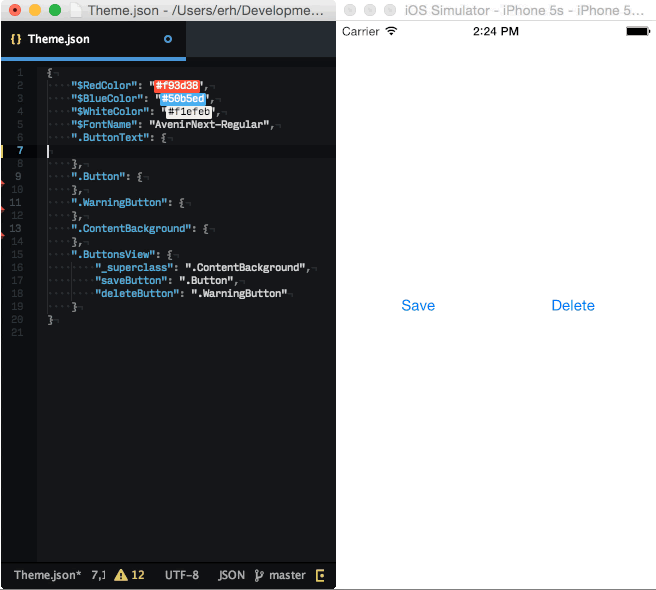 Theme.json - /Users/erh/Developme...
{} Theme.json
1 {
2 "$RedColor": "#f93d38",
3 "$BlueColor": "#50b5ed",
4 "$WhiteColor": "#f1efeb",
5 "$FontName": "AvenirNext-Regular",
6 ".ButtonText": {
7
8 },
9 ".Button": {
10 },
11 ".WarningButton": {
12 },
13 ".ContentBackground": {
14 },
15 ".ButtonsView": {
16 "_superclass": ".ContentBackground",
17 "saveButton": ".Button",
18 "deleteButton": ".WarningButton"
19 }
20 }
21
Theme.json* 7,1 12 UTF-8 JSON master
iOS Simulator - iPhone 5s - iPhone 5...
Carrier 2:24 PM
Save Delete